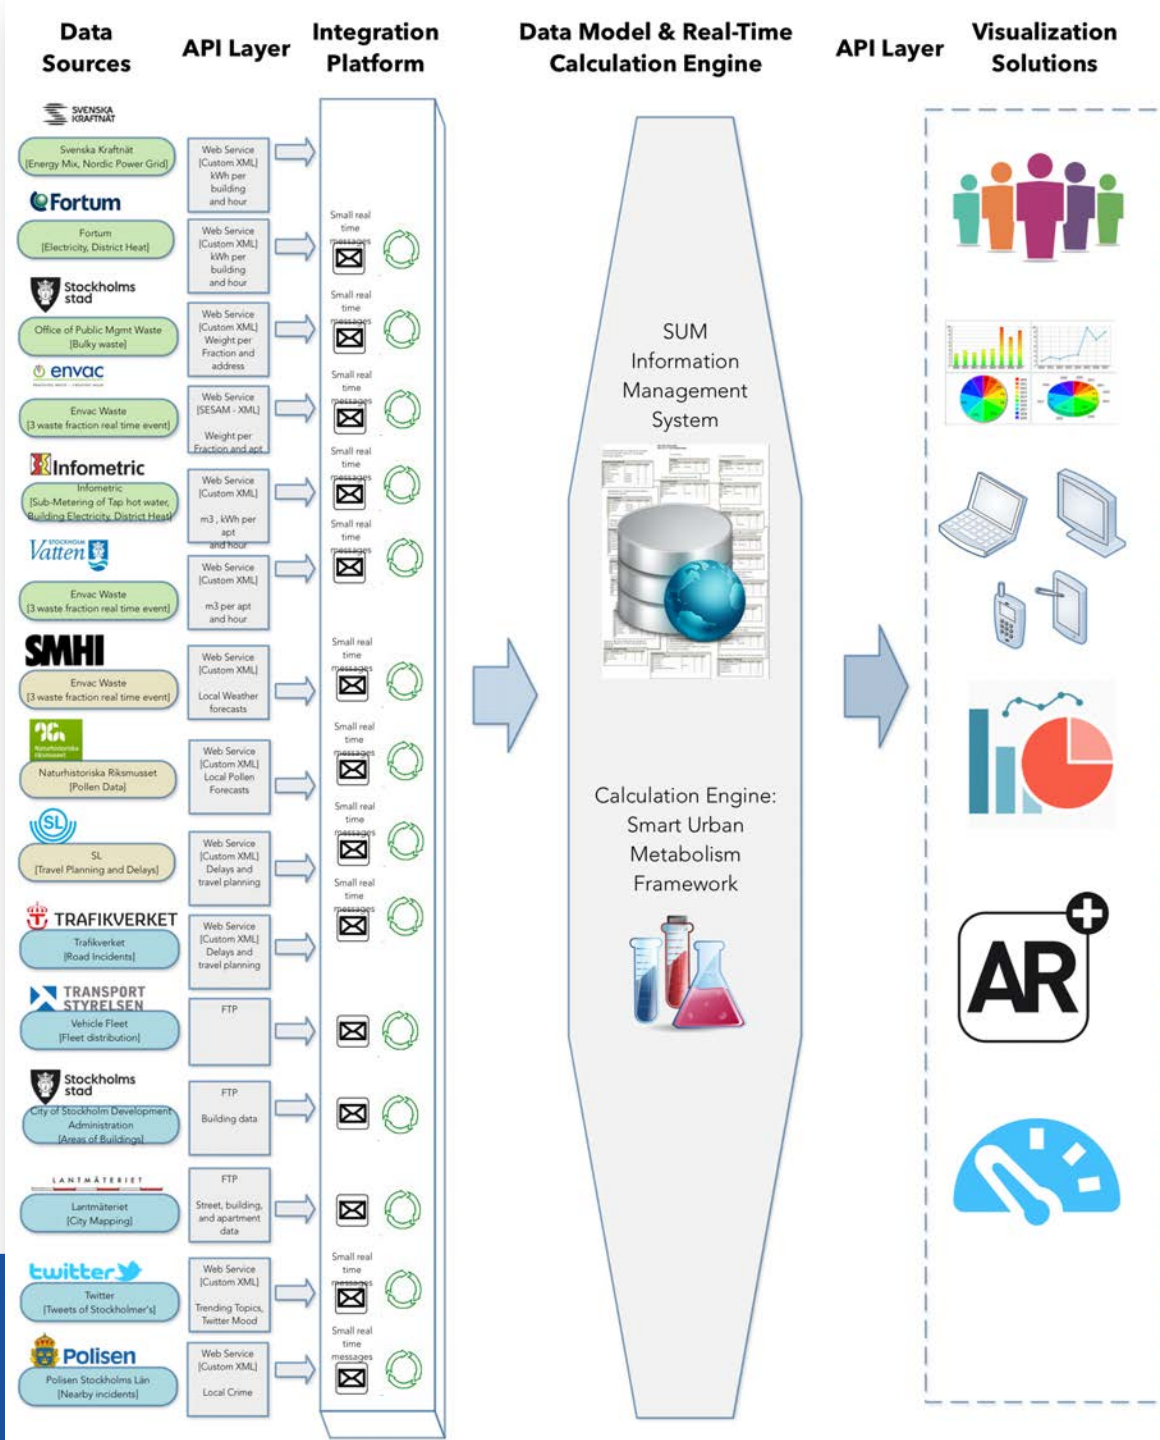 Data
Sources
API Layer
Integration
Platform
Data Model & Real-Time
Calculation Engine
API Layer
Visualization
Solutions
SVENSKA
KRAFTNÄT
Svenska Kraftnät
[Energy Mix, Nordic Power Grid]
Web Service
[Custom XML]
kWh per
building
and hour
Fortum
Fortum
[Electricity, District Heat]
Web Service
[Custom XML]
kWh per
building
and hour
Small real
time
messages
Stockholms
stad
Office of Public Mgmt Waste
[Bulky waste]
Web Service
[Custom XML]
Weight per
Fraction and
address
Small real
time
messages
envac
Envac Waste
[3 waste fraction real time event]
Web Service
[SESAM - XML]
Weight per
Fraction and apt
Small real
time
messages
Infometric
Infometric
[Sub-Metering of Tap hot water,
Building Electricity, District Heat]
Web Service
[Custom XML]
m3 , kWh per
apt
and hour
Small real
time
messages
STOCKHOLM
Vatten
Envac Waste
[3 waste fraction real time event]
Web Service
[Custom XML]
m3 per apt
and hour
Small real
time
messages
SMHI
Envac Waste
[3 waste fraction real time event]
Web Service
[Custom XML]
Local Weather
forecasts
Small real
time
messages
Naturhistoriska
riksmuseet
Naturhistoriska Riksmusset
[Pollen Data]
Web Service
[Custom XML]
Local Pollen
Forecasts
Small real
time
messages
SL
SL
[Travel Planning and Delays]
Web Service
[Custom XML]
Delays and
travel planning
Small real
time
messages
TRAFIKVERKET
Trafikverket
[Road Incidents]
Web Service
[Custom XML]
Delays and
travel planning
Small real
time
messages
TRANSPORT
STYRELSEN
Vehicle Fleet
[Fleet distribution]
FTP
Stockholms
stad
City of Stockholm Development
Administration
[Areas of Buildings]
FTP
Building data
LANTMÄTERIET
Lantmäteriet
[City Mapping]
FTP
Street, building,
and apartment
data
twitter
Twitter
[Tweets of Stockholmer's]
Web Service
[Custom XML]
Trending Topics,
Twitter Mood
Small real
time
messages
Polisen
Polisen Stockholms Län
[Nearby incidents]
Web Service
[Custom XML]
Local Crime
Small real
time
messages
SUM
Information
Management
System
Calculation Engine:
Smart Urban
Metabolism
Framework
AR